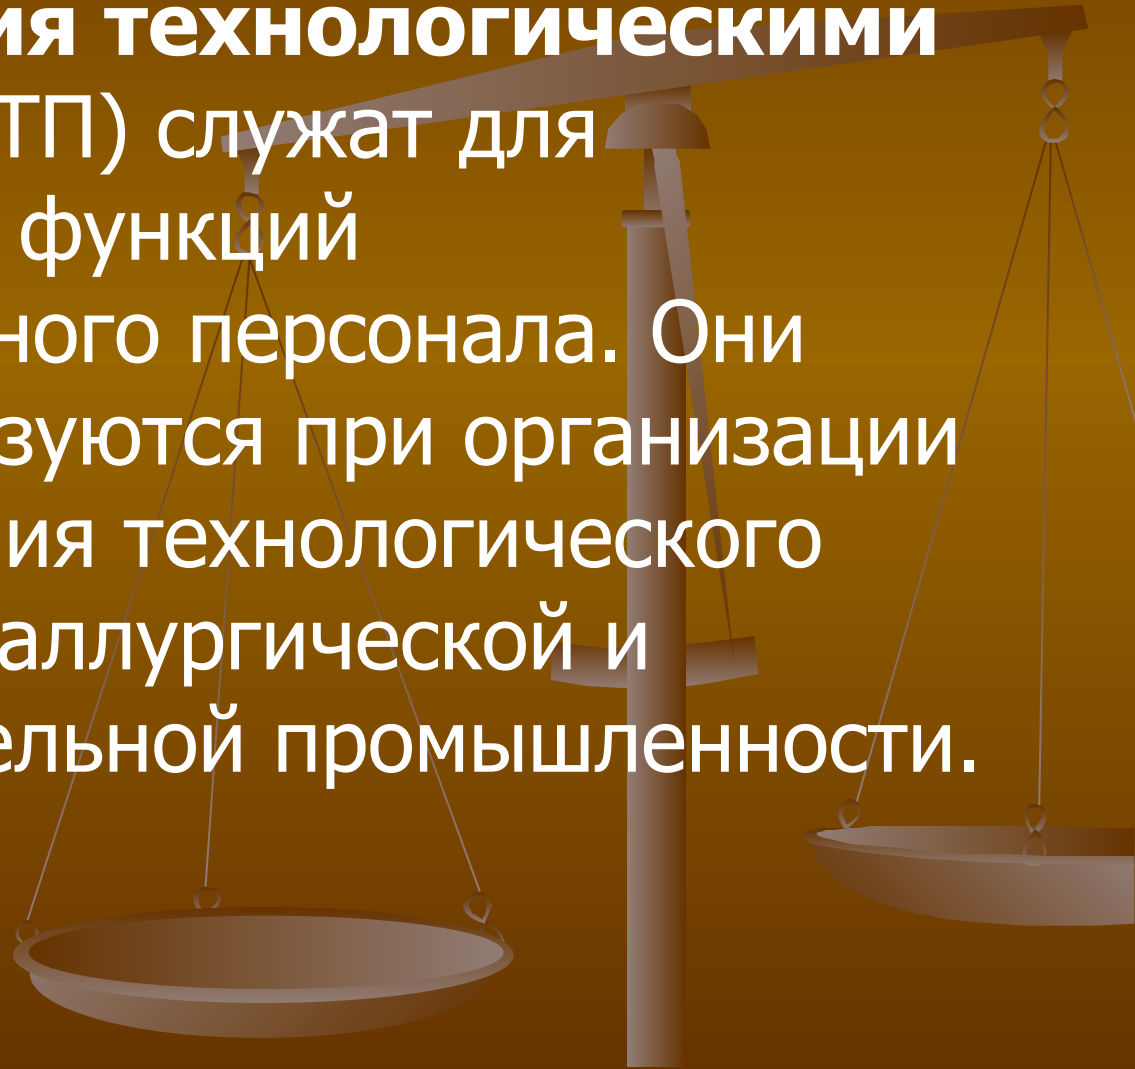 ия технологическими
ТП) служат для
функций
ного персонала. Они
зуются при организации
ия технологического
аллургической и
ельной промышленности.